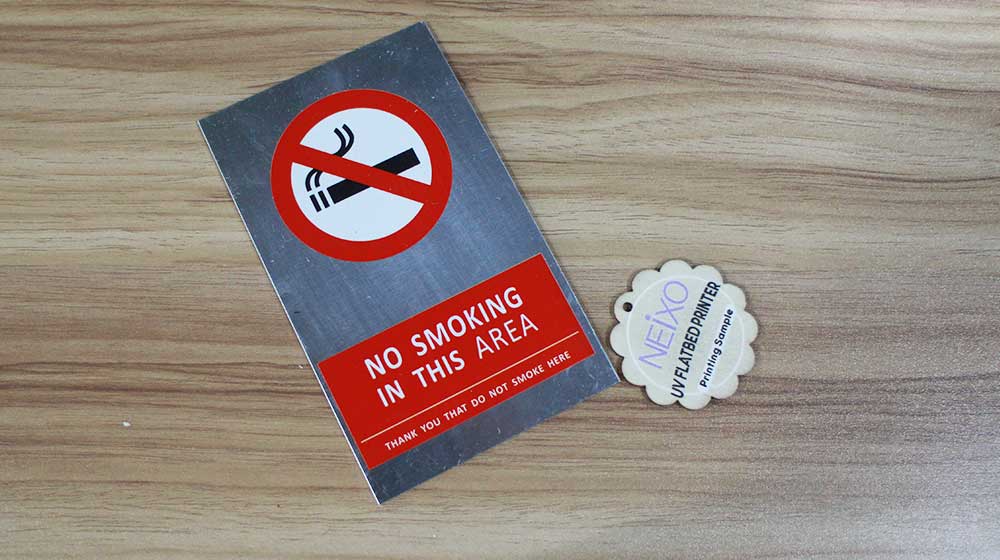 NO SMOKING
IN THIS AREA
THANK YOU THAT DO NOT SMOKE HERE
NEiXO
UV FLATBED PRINTER
Printing Sample